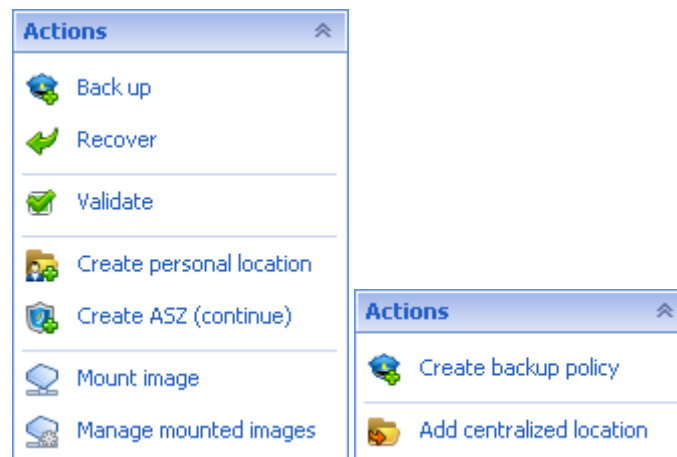 Actions
Back up
Recover
Validate
Create personal location
Create ASZ (continue)
Mount image
Manage mounted images
Actions
Create backup policy
Add centralized location